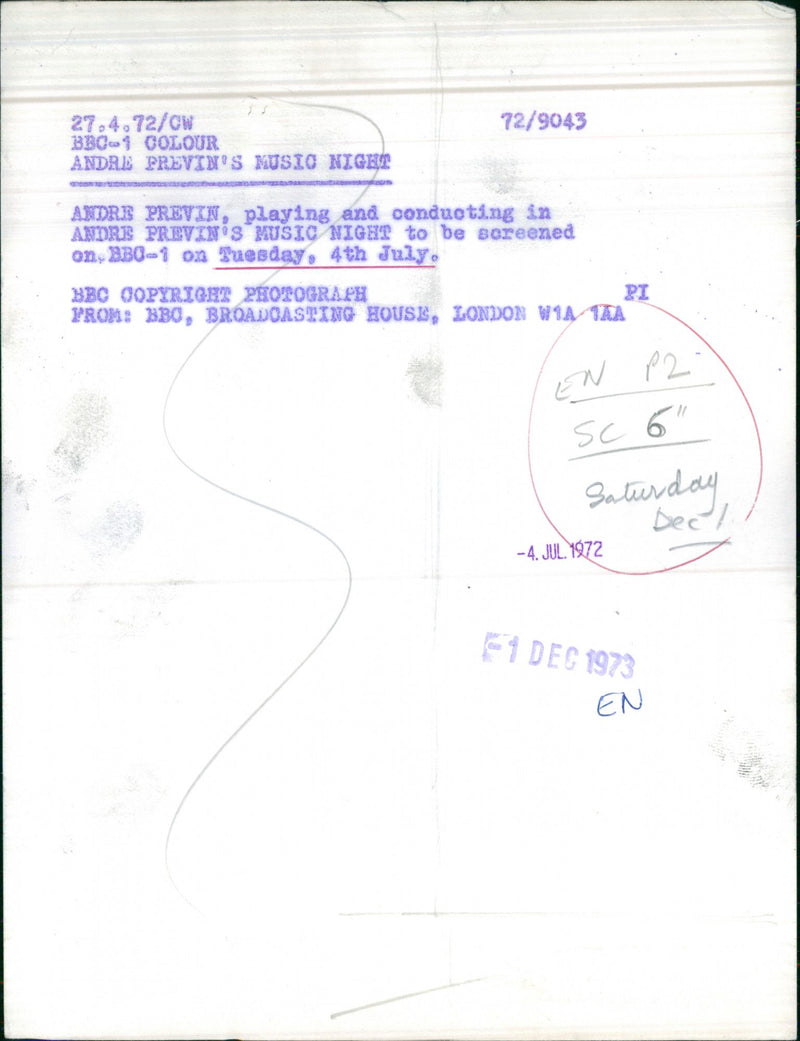 27.4.72/CW 72/9043
BBC-1 COLOUR
ANDRE PREVIN'S MUSIC NIGHT
ANDRE PREVIN, playing and conducting in
ANDRE PREVIN'S MUSIC NIGHT to be screened
on BBC-1 on Tuesday, 4th July.
BBC COPYRIGHT PHOTOGRAPH PI
FROM: BBC, BROADCASTING HOUSE, LONDON W1A 1AA
EN P2
SC 6"
Saturday
Dec 1
-4. JUL. 1972
1 DEC 1973
EN